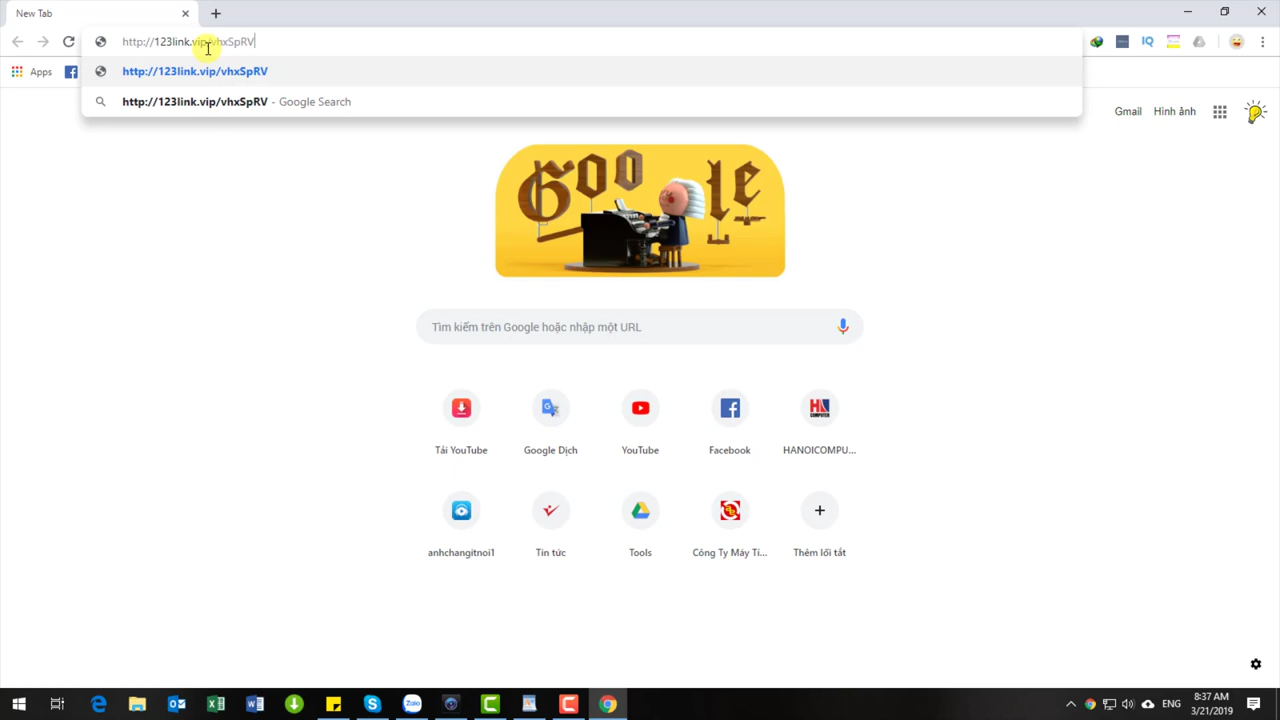 New Tab
http://123link.vip/vhxSpRV
http://123link.vip/vhxSpRV
http://123link.vip/vhxSpRV - Google Search
Apps
Gmail
Hình ảnh
Google
Tìm kiếm trên Google hoặc nhập một URL
Tải YouTube
Google Dịch
YouTube
Facebook
HANOICOMPU...
anhchangitnoi1
Tin tức
Tools
Công Ty Máy Tí...
Thêm lối tắt
Zalo
ENG
8:37 AM
3/21/2019